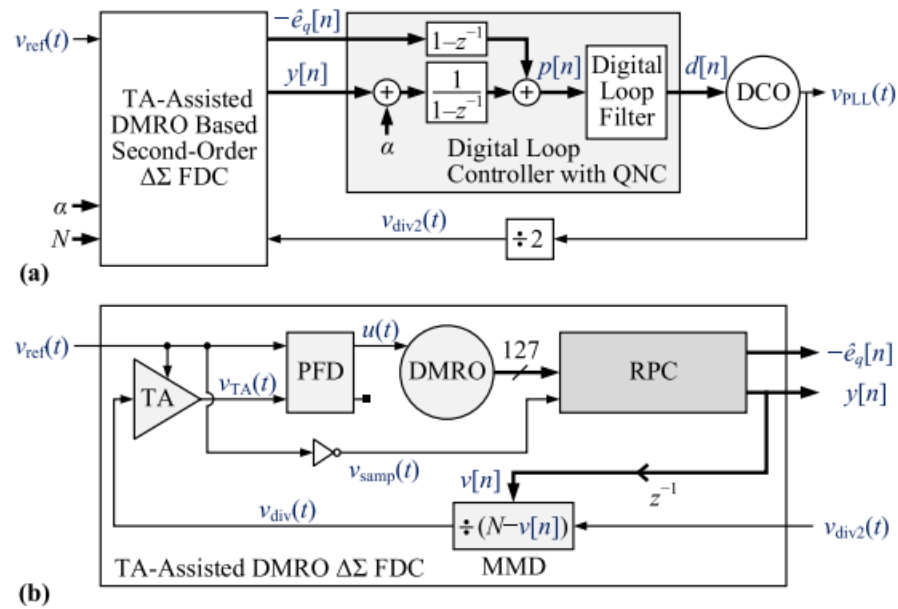 −ê_q[n]
v_ref(t)
y[n]
TA-Assisted
DMRO Based
Second-Order
ΔΣ FDC
α
N
1–z⁻¹
+
1
1–z⁻¹
α
+
p[n]
Digital
Loop
Filter
d[n]
DCO
v_PLL(t)
Digital Loop
Controller with QNC
v_div2(t)
÷2
(a)
v_ref(t)
TA
v_TA(t)
PFD
u(t)
DMRO
127
RPC
−ê_q[n]
y[n]
v_samp(t)
v[n]
z⁻¹
v_div(t)
÷(N–v[n])
v_div2(t)
TA-Assisted DMRO ΔΣ FDC
MMD
(b)